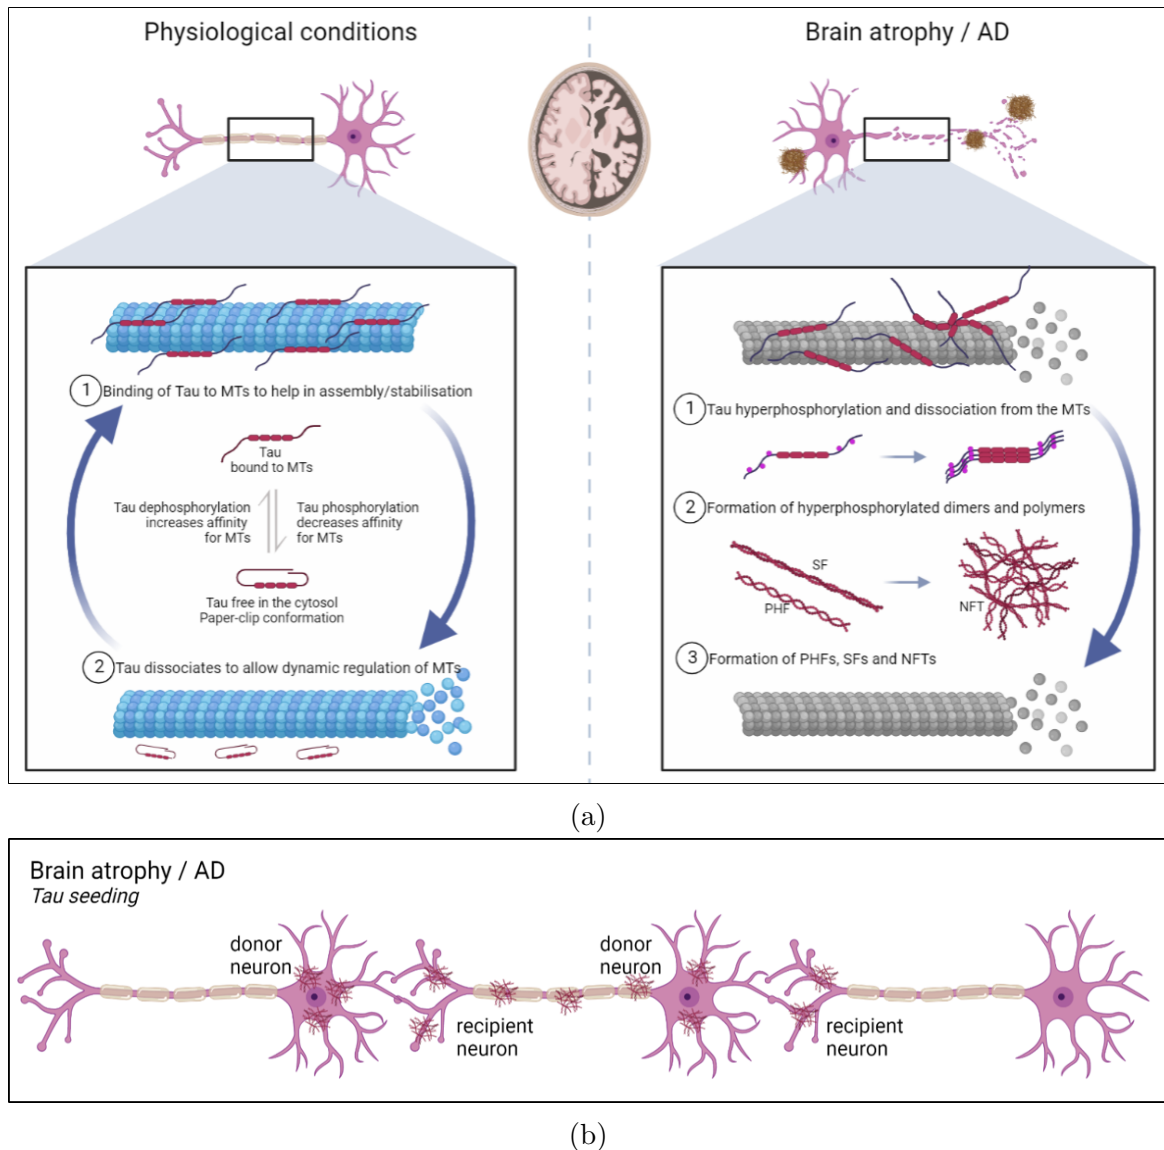 Physiological conditions
Brain atrophy / AD
1
Binding of Tau to MTs to help in assembly/stabilisation
Tau
bound to MTs
Tau dephosphorylation
increases affinity
for MTs
Tau phosphorylation
decreases affinity
for MTs
Tau free in the cytosol
Paper-clip conformation
2
Tau dissociates to allow dynamic regulation of MTs
1
Tau hyperphosphorylation and dissociation from the MTs
2
Formation of hyperphosphorylated dimers and polymers
SF
PHF
NFT
3
Formation of PHFs, SFs and NFTs
(a)
Brain atrophy / AD
Tau seeding
donor
neuron
recipient
neuron
donor
neuron
recipient
neuron
(b)